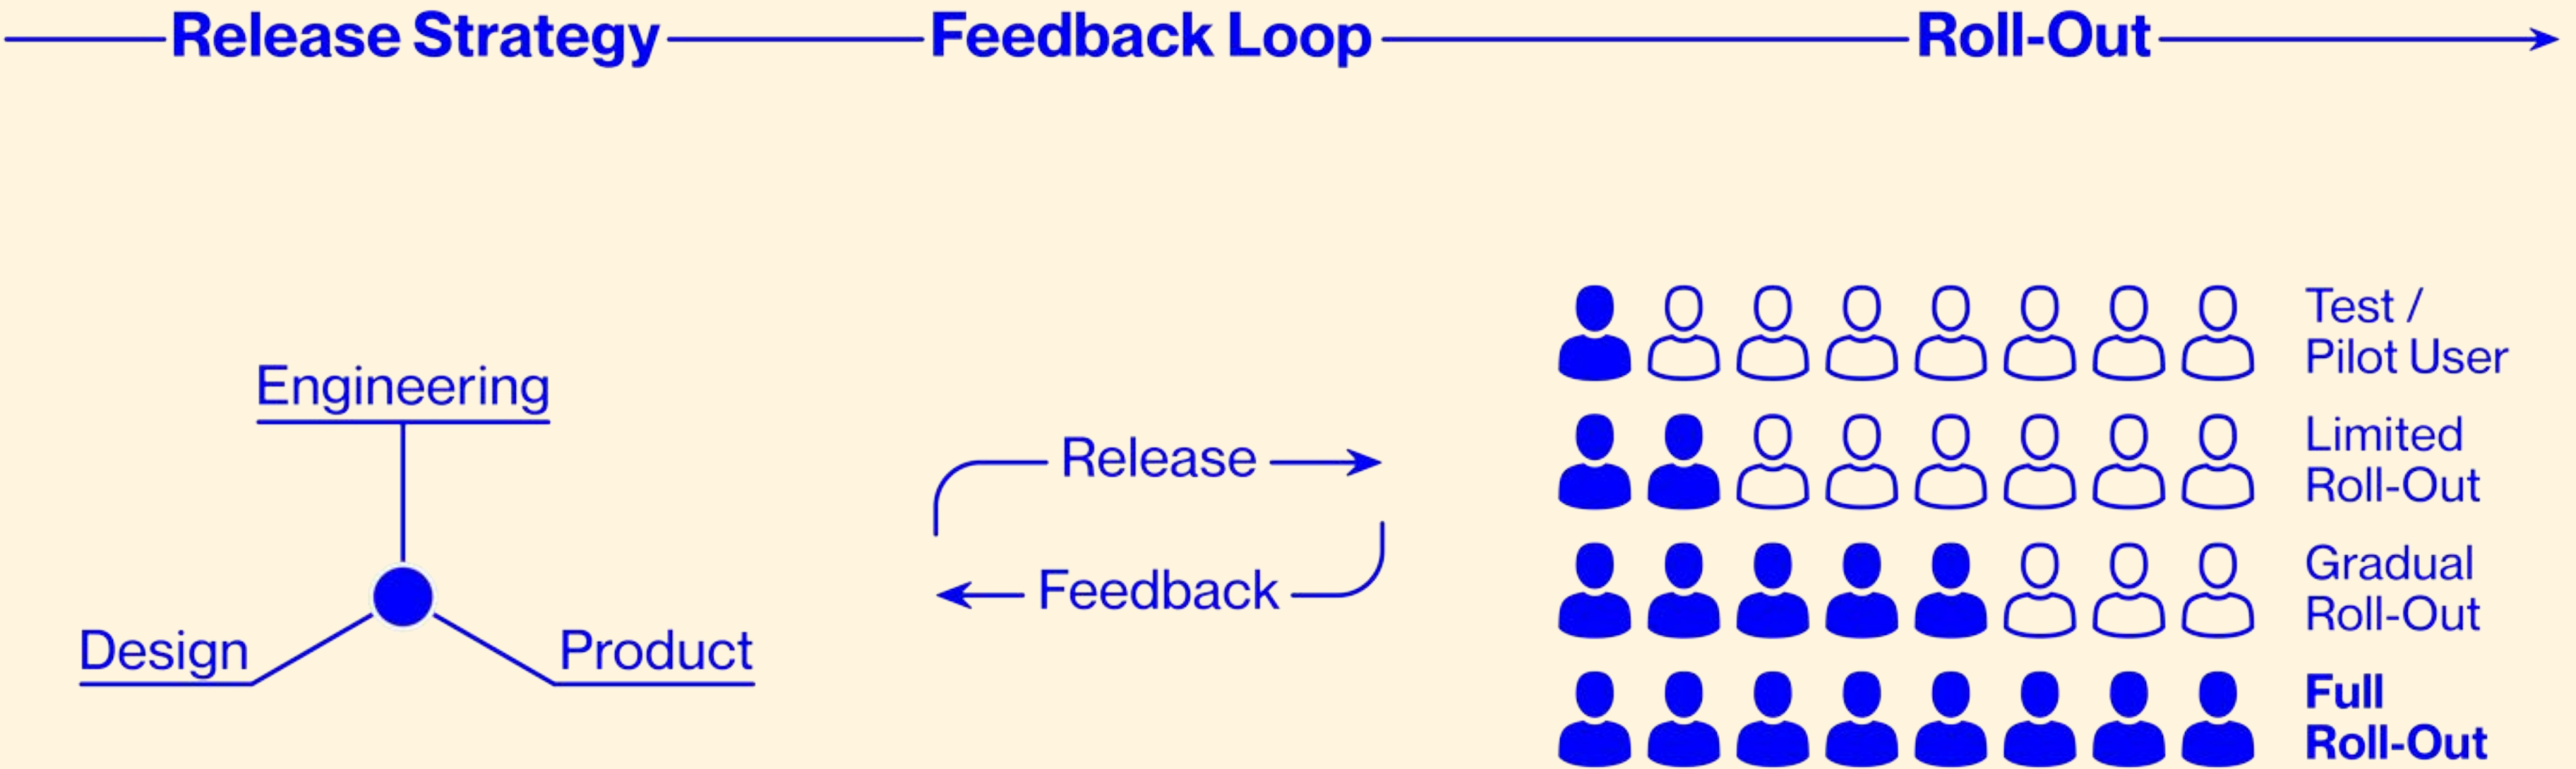 Release Strategy
Feedback Loop
Roll-Out
Engineering
Design
Product
Release
Feedback
Test /
Pilot User
Limited
Roll-Out
Gradual
Roll-Out
Full
Roll-Out